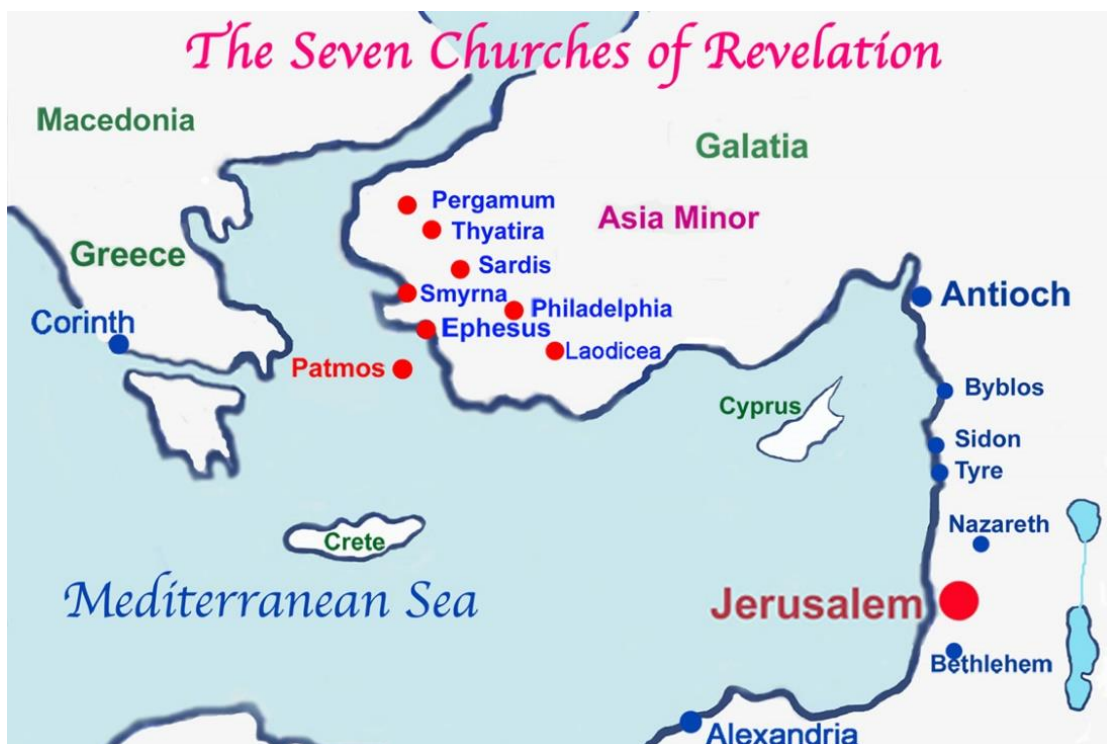 The Seven Churches of Revelation
Macedonia
Galatia
Pergamum
Asia Minor
Thyatira
Greece
Sardis
Smyrna
Antioch
Philadelphia
Corinth
Ephesus
Laodicea
Patmos
Byblos
Cyprus
Sidon
Tyre
Nazareth
Crete
Mediterranean Sea
Jerusalem
Bethlehem
Alexandria